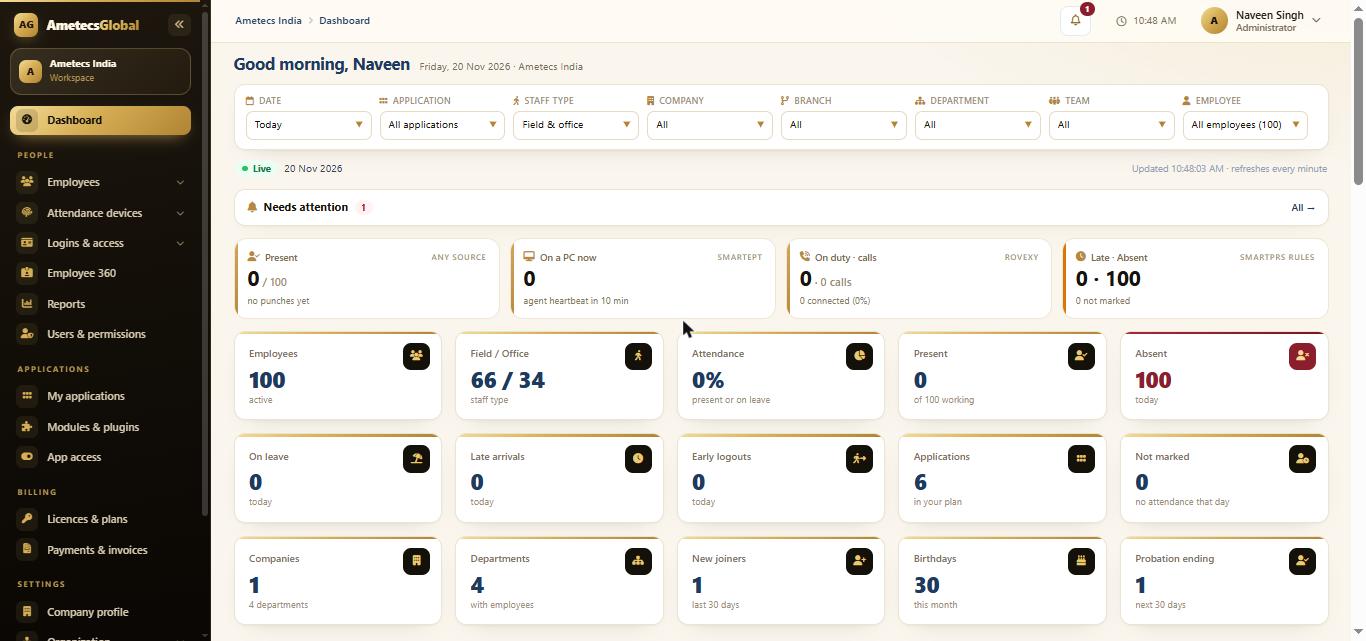 AG AmetecsGlobal
A Ametecs India
Workspace
Dashboard
PEOPLE
Employees
Attendance devices
Logins & access
Employee 360
Reports
Users & permissions
APPLICATIONS
My applications
Modules & plugins
App access
BILLING
Licences & plans
Payments & invoices
SETTINGS
Company profile
Ametecs India > Dashboard
1
10:48 AM
A
Naveen Singh
Administrator
Good morning, Naveen Friday, 20 Nov 2026 · Ametecs India
DATE APPLICATION STAFF TYPE COMPANY BRANCH DEPARTMENT TEAM EMPLOYEE
Today All applications Field & office All All All All All employees (100)
Live 20 Nov 2026 Updated 10:48:03 AM · refreshes every minute
Needs attention 1 All →
Present ANY SOURCE
0 / 100
no punches yet
On a PC now SMARTEPT
0
agent heartbeat in 10 min
On duty · calls ROVEXY
0 · 0 calls
0 connected (0%)
Late · Absent SMARTPRS RULES
0 · 100
0 not marked
Employees
100
active
Field / Office
66 / 34
staff type
Attendance
0%
present or on leave
Present
0
of 100 working
Absent
100
today
On leave
0
today
Late arrivals
0
today
Early logouts
0
today
Applications
6
in your plan
Not marked
0
no attendance that day
Companies
1
4 departments
Departments
4
with employees
New joiners
1
last 30 days
Birthdays
30
this month
Probation ending
1
next 30 days